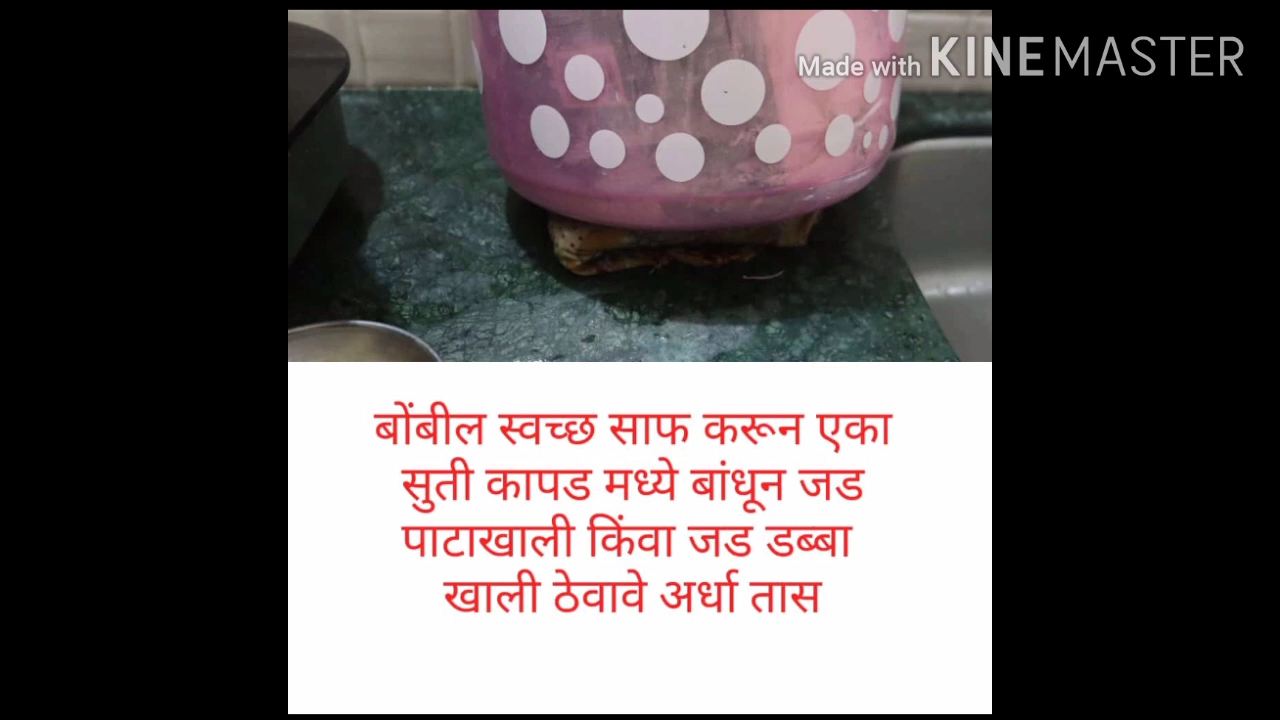 Made with KINEMASTER
बोंबील स्वच्छ साफ करून एका
सुती कापड मध्ये बांधून जड
पाटाखाली किंवा जड डब्बा
खाली ठेवावे अर्धा तास